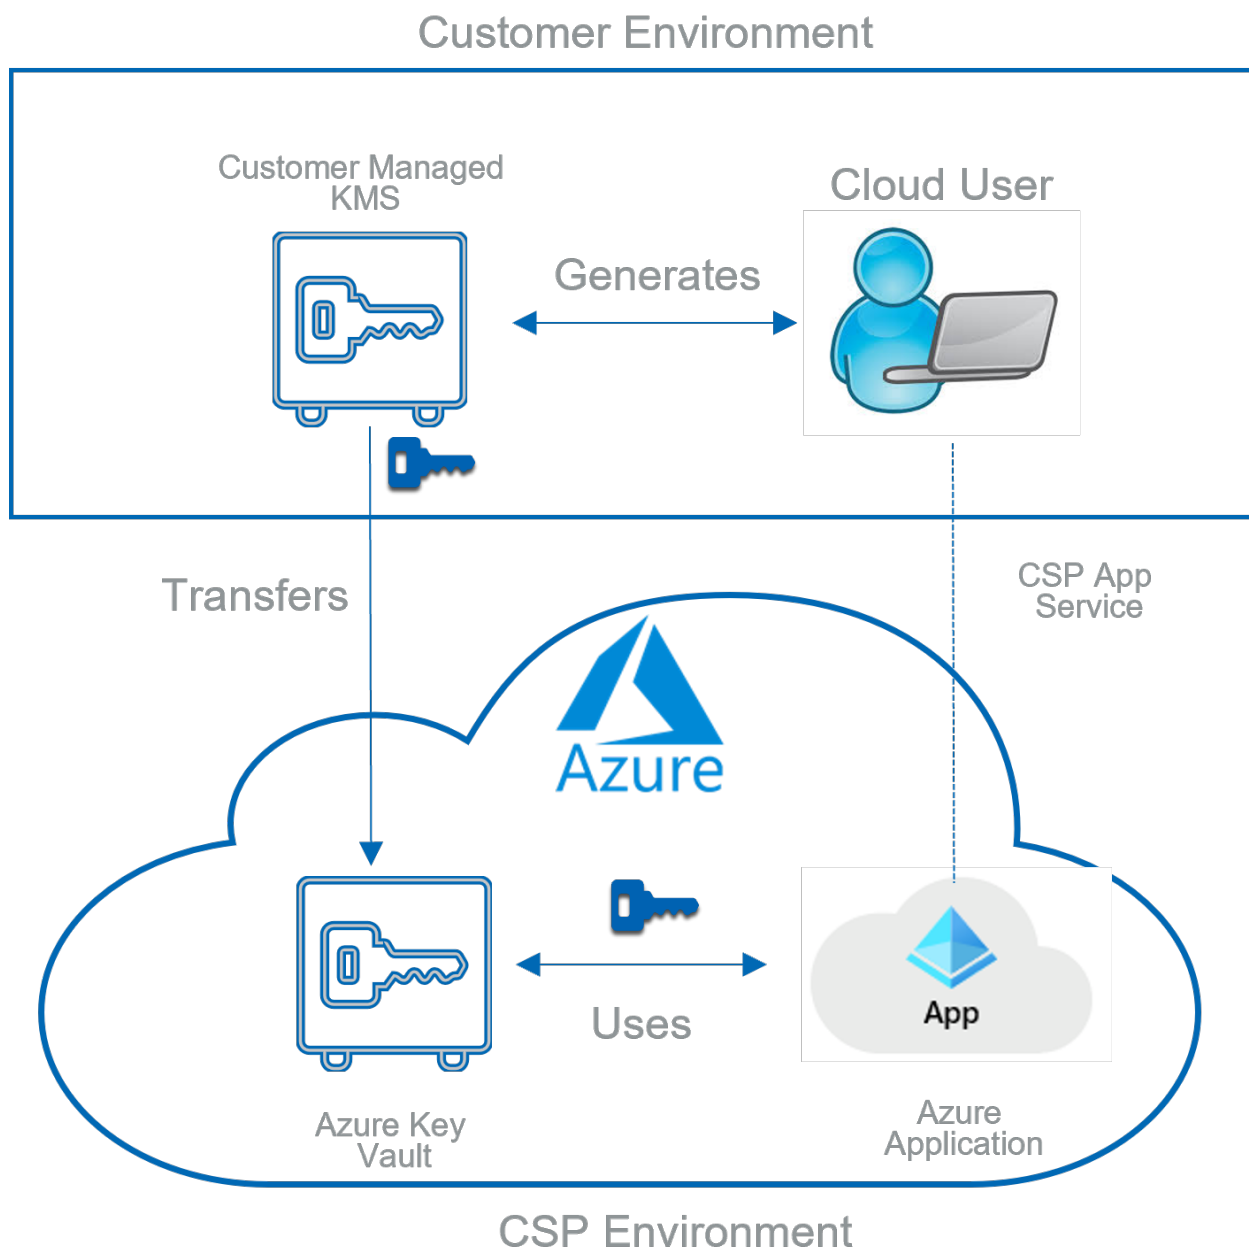 Customer Environment
Customer Managed
KMS
Cloud User
Generates
Transfers
CSP App
Service
Azure
Uses
App
Azure Key
Vault
Azure
Application
CSP Environment